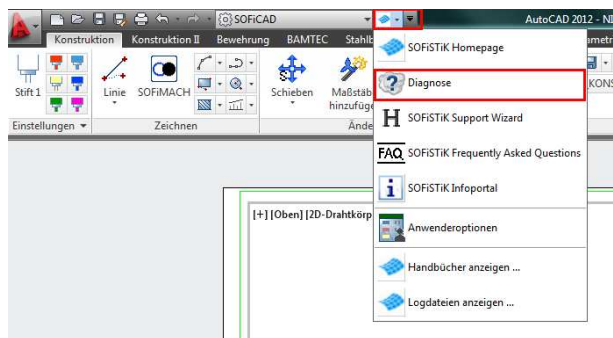 SOFiCAD
AutoCAD 2012 - NI
Konstruktion Konstruktion II Bewehrung BAMTEC Stahlb
Stift 1
Linie
SOFiMACH
Schieben
Maßstäb
hinzufüge
KONS
Einstellungen
Zeichnen
Ände
SOFiSTiK Homepage
Diagnose
H SOFiSTiK Support Wizard
FAQ SOFiSTiK Frequently Asked Questions
i SOFiSTiK Infoportal
Anwenderoptionen
Handbücher anzeigen ...
Logdateien anzeigen ...
[+] [Oben] [2D-Drahtkörp